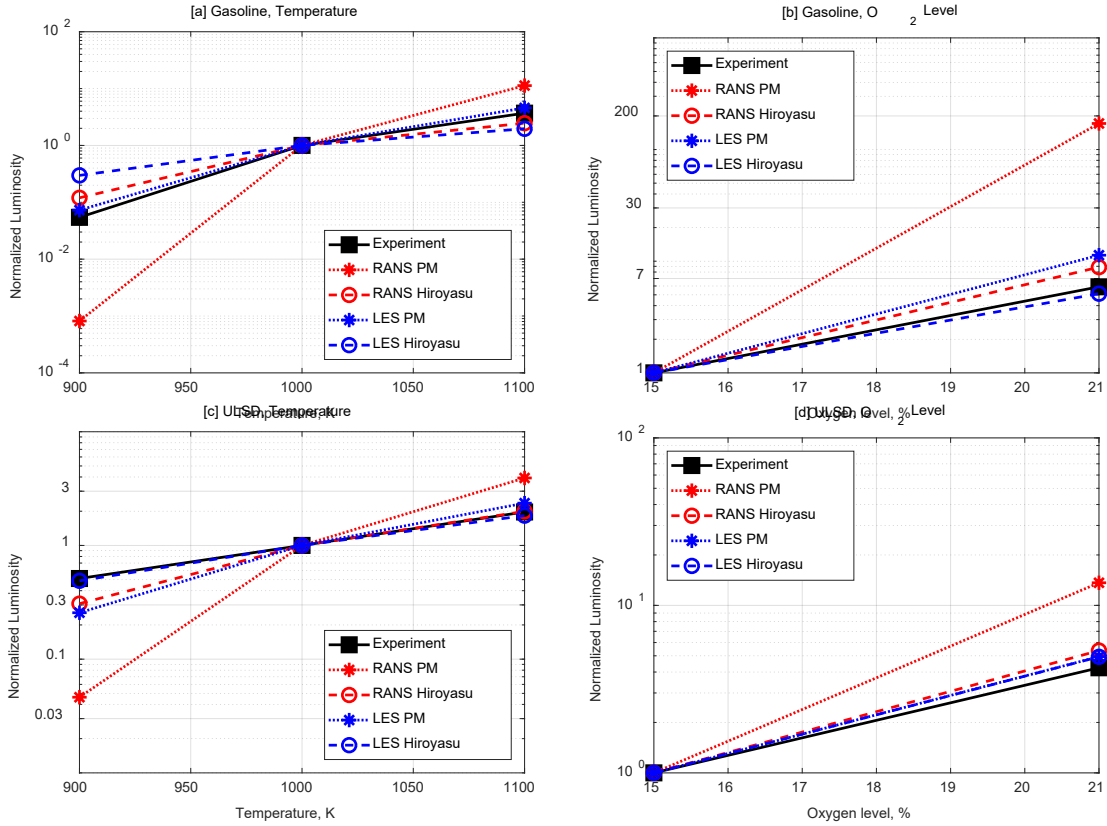 [a] Gasoline, Temperature
10 2
10 0
10 -2
10 -4
Normalized Luminosity
Experiment
RANS PM
RANS Hiroyasu
LES PM
LES Hiroyasu
900
950
1000
1050
1100
Temperature, K
[b] Gasoline, O 2 Level
200
30
7
1
Normalized Luminosity
Experiment
RANS PM
RANS Hiroyasu
LES PM
LES Hiroyasu
15
16
17
18
19
20
21
Oxygen level, %
[c] ULSD, Temperature
3
1
0.3
0.1
0.03
Normalized Luminosity
Experiment
RANS PM
RANS Hiroyasu
LES PM
LES Hiroyasu
900
950
1000
1050
1100
Temperature, K
[d] ULSD, O 2 Level
10 2
10 1
10 0
Normalized Luminosity
Experiment
RANS PM
RANS Hiroyasu
LES PM
LES Hiroyasu
15
16
17
18
19
20
21
Oxygen level, %